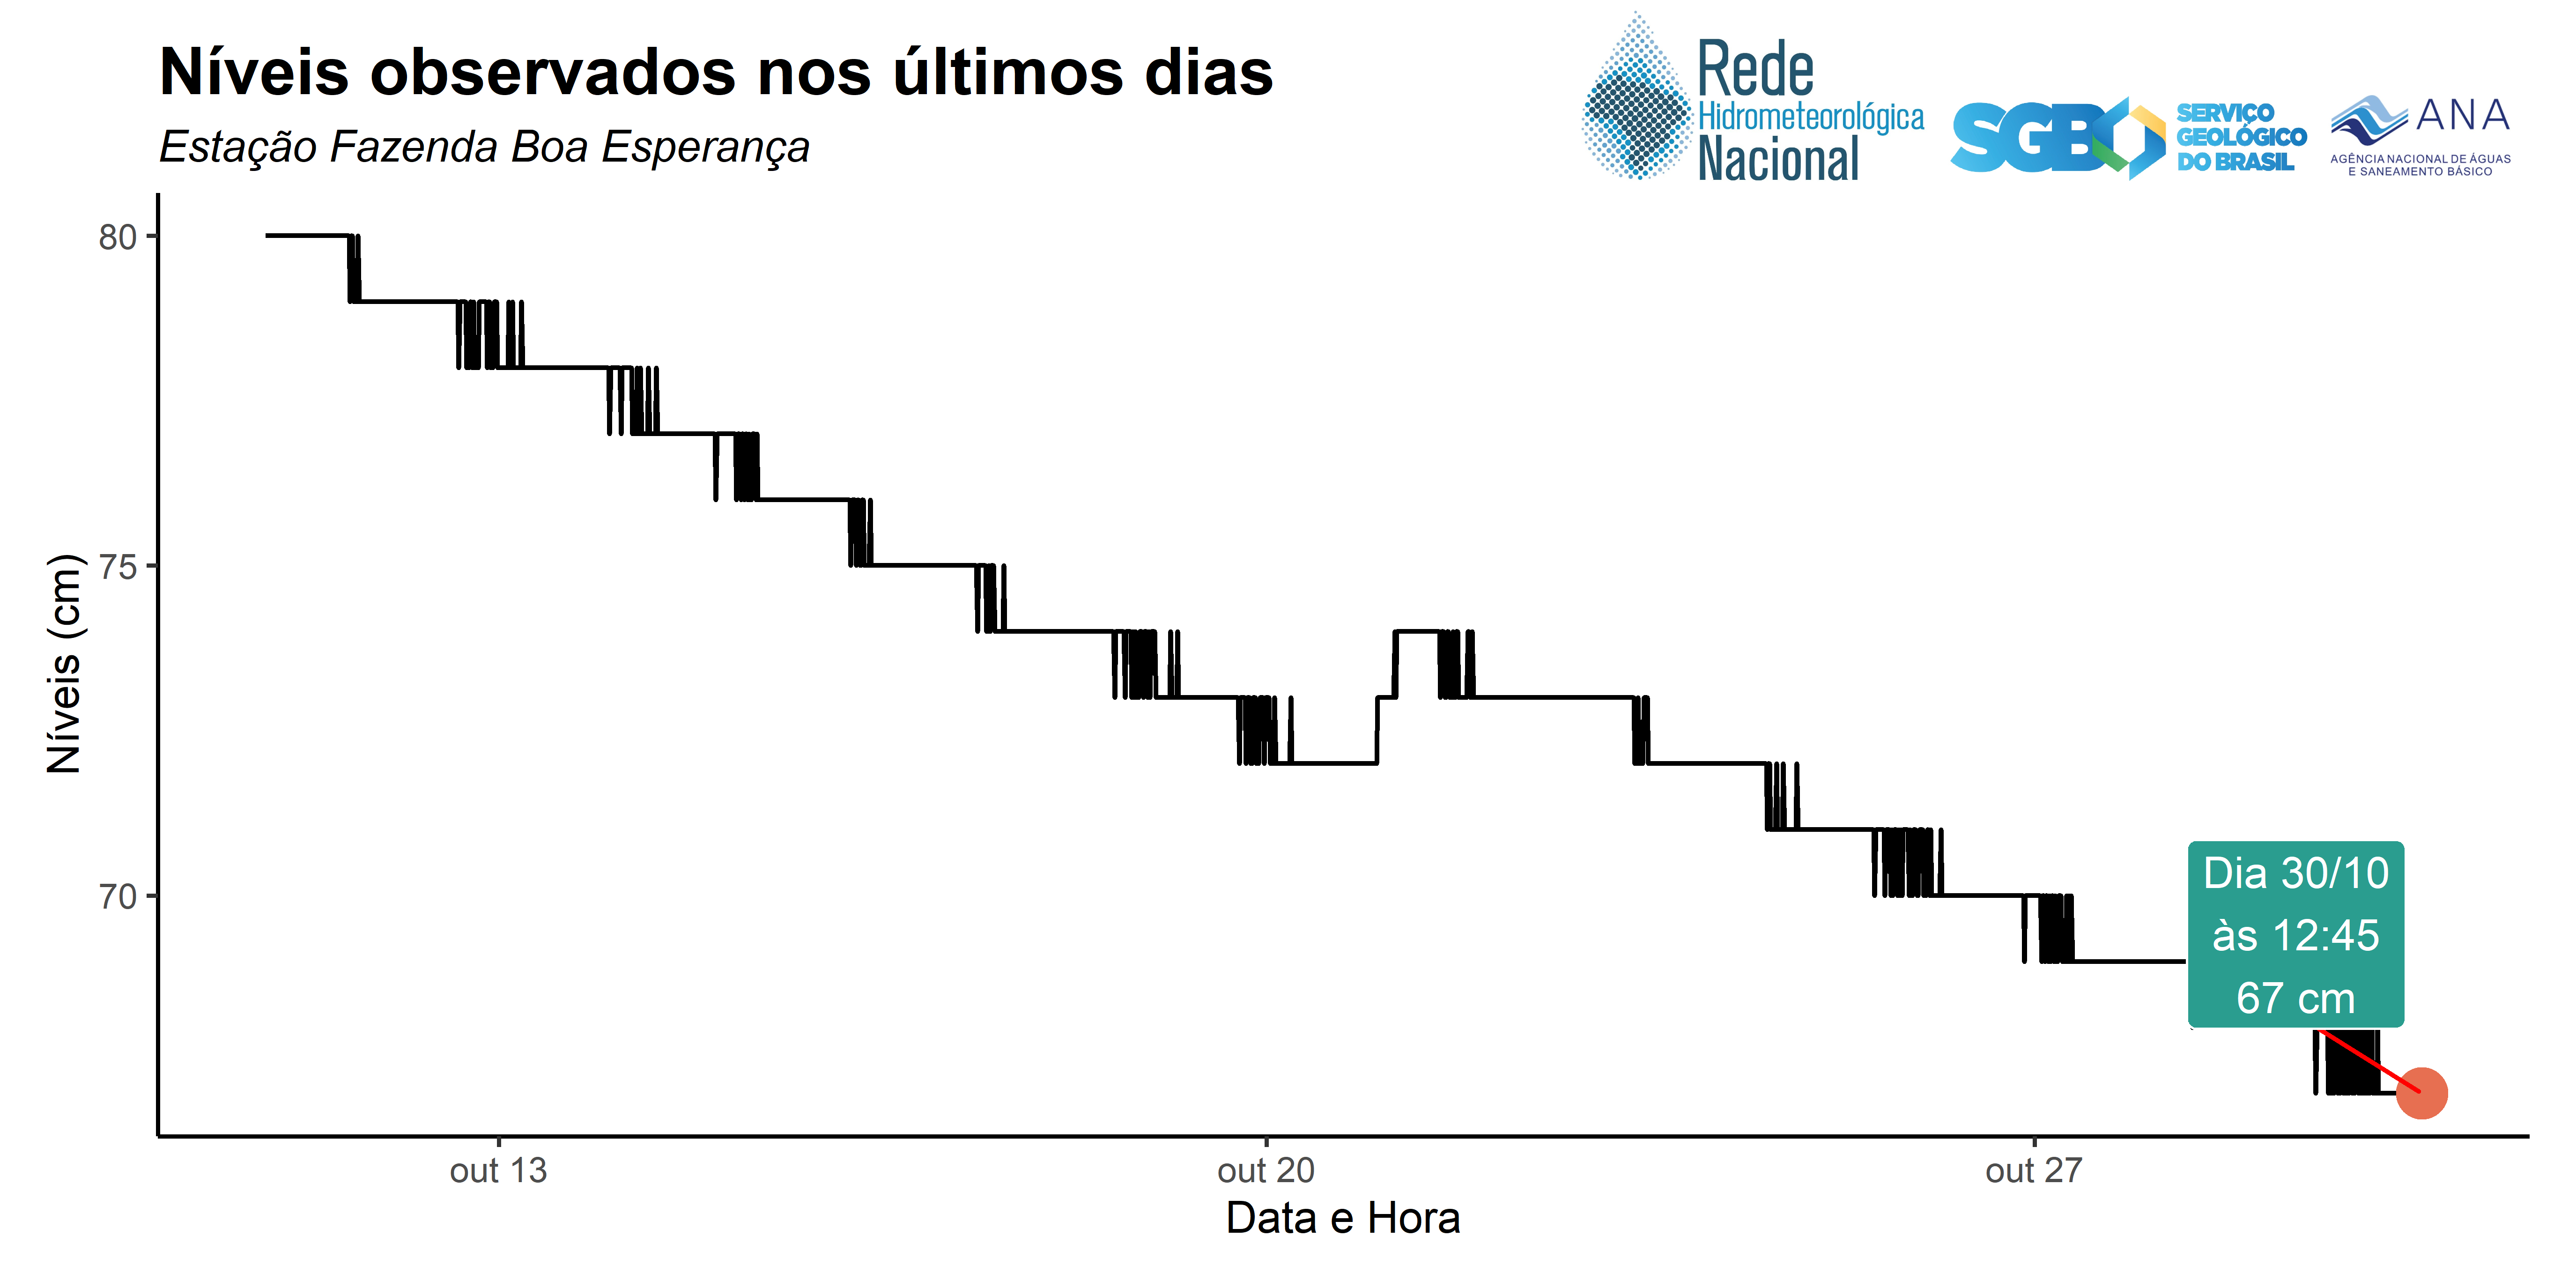 Níveis observados nos últimos dias
Estação Fazenda Boa Esperança
Rede
Hidrometeorológica
Nacional
SGB
SERVIÇO
GEOLÓGICO
DO BRASIL
ANA
AGÊNCIA NACIONAL DE ÁGUAS
E SANEAMENTO BÁSICO
Níveis (cm)
80
75
70
Dia 30/10
às 12:45
67 cm
out 13
out 20
out 27
Data e Hora